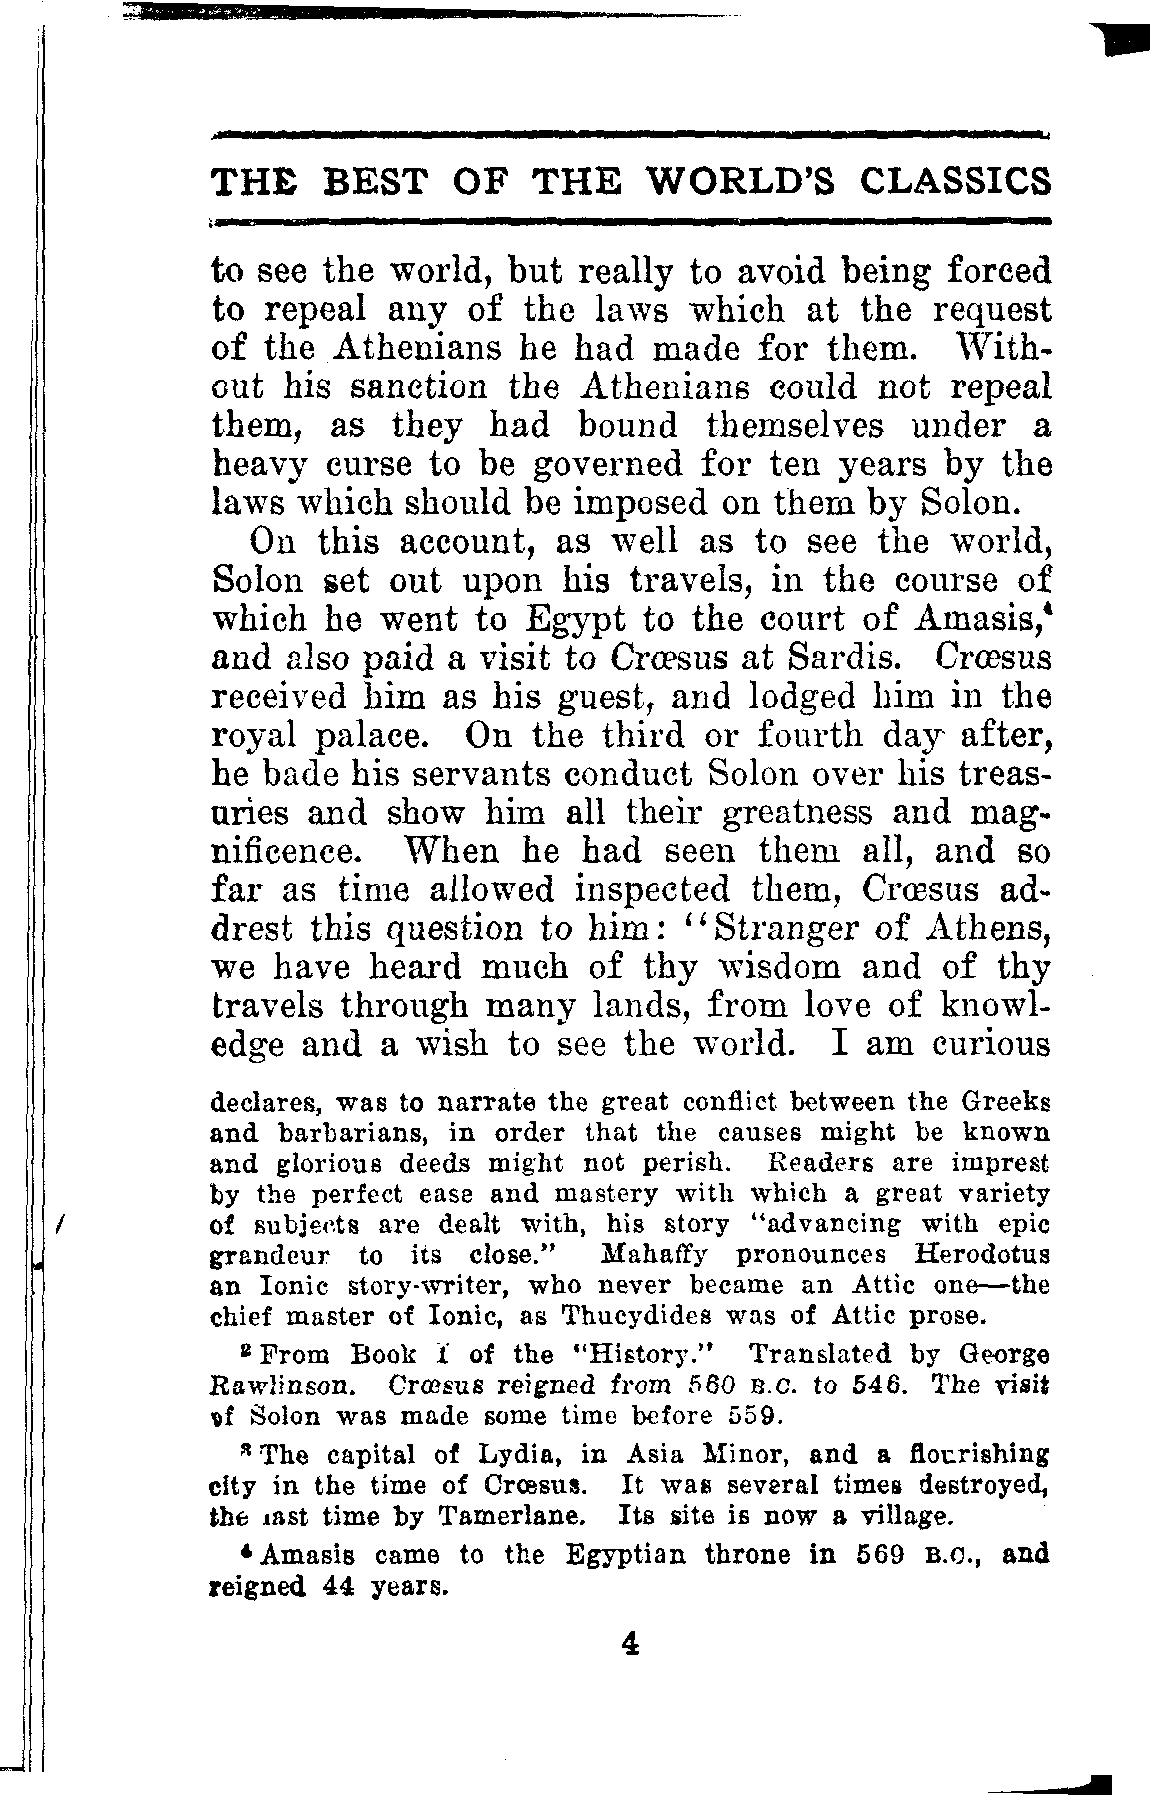 THE BEST OF THE WORLD'S CLASSICS
to see the world, but really to avoid being forced
to repeal any of the laws which at the request
of the Athenians he had made for them. With-
out his sanction the Athenians could not repeal
them, as they had bound themselves under a
heavy curse to be governed for ten years by the
laws which should be imposed on them by Solon.
On this account, as well as to see the world,
Solon set out upon his travels, in the course of
which he went to Egypt to the court of Amasis,⁴
and also paid a visit to Crœsus at Sardis. Crœsus
received him as his guest, and lodged him in the
royal palace. On the third or fourth day after,
he bade his servants conduct Solon over his treas-
uries and show him all their greatness and mag-
nificence. When he had seen them all, and so
far as time allowed inspected them, Crœsus ad-
drest this question to him: "Stranger of Athens,
we have heard much of thy wisdom and of thy
travels through many lands, from love of knowl-
edge and a wish to see the world. I am curious
declares, was to narrate the great conflict between the Greeks
and barbarians, in order that the causes might be known
and glorious deeds might not perish. Readers are imprest
by the perfect ease and mastery with which a great variety
of subjects are dealt with, his story "advancing with epic
grandeur to its close." Mahaffy pronounces Herodotus
an Ionic story-writer, who never became an Attic one—the
chief master of Ionic, as Thucydides was of Attic prose.
² From Book I of the "History." Translated by George
Rawlinson. Crœsus reigned from 560 B.C. to 546. The visit
of Solon was made some time before 559.
³ The capital of Lydia, in Asia Minor, and a flourishing
city in the time of Crœsus. It was several times destroyed,
the last time by Tamerlane. Its site is now a village.
⁴ Amasis came to the Egyptian throne in 569 B.C., and
reigned 44 years.
4